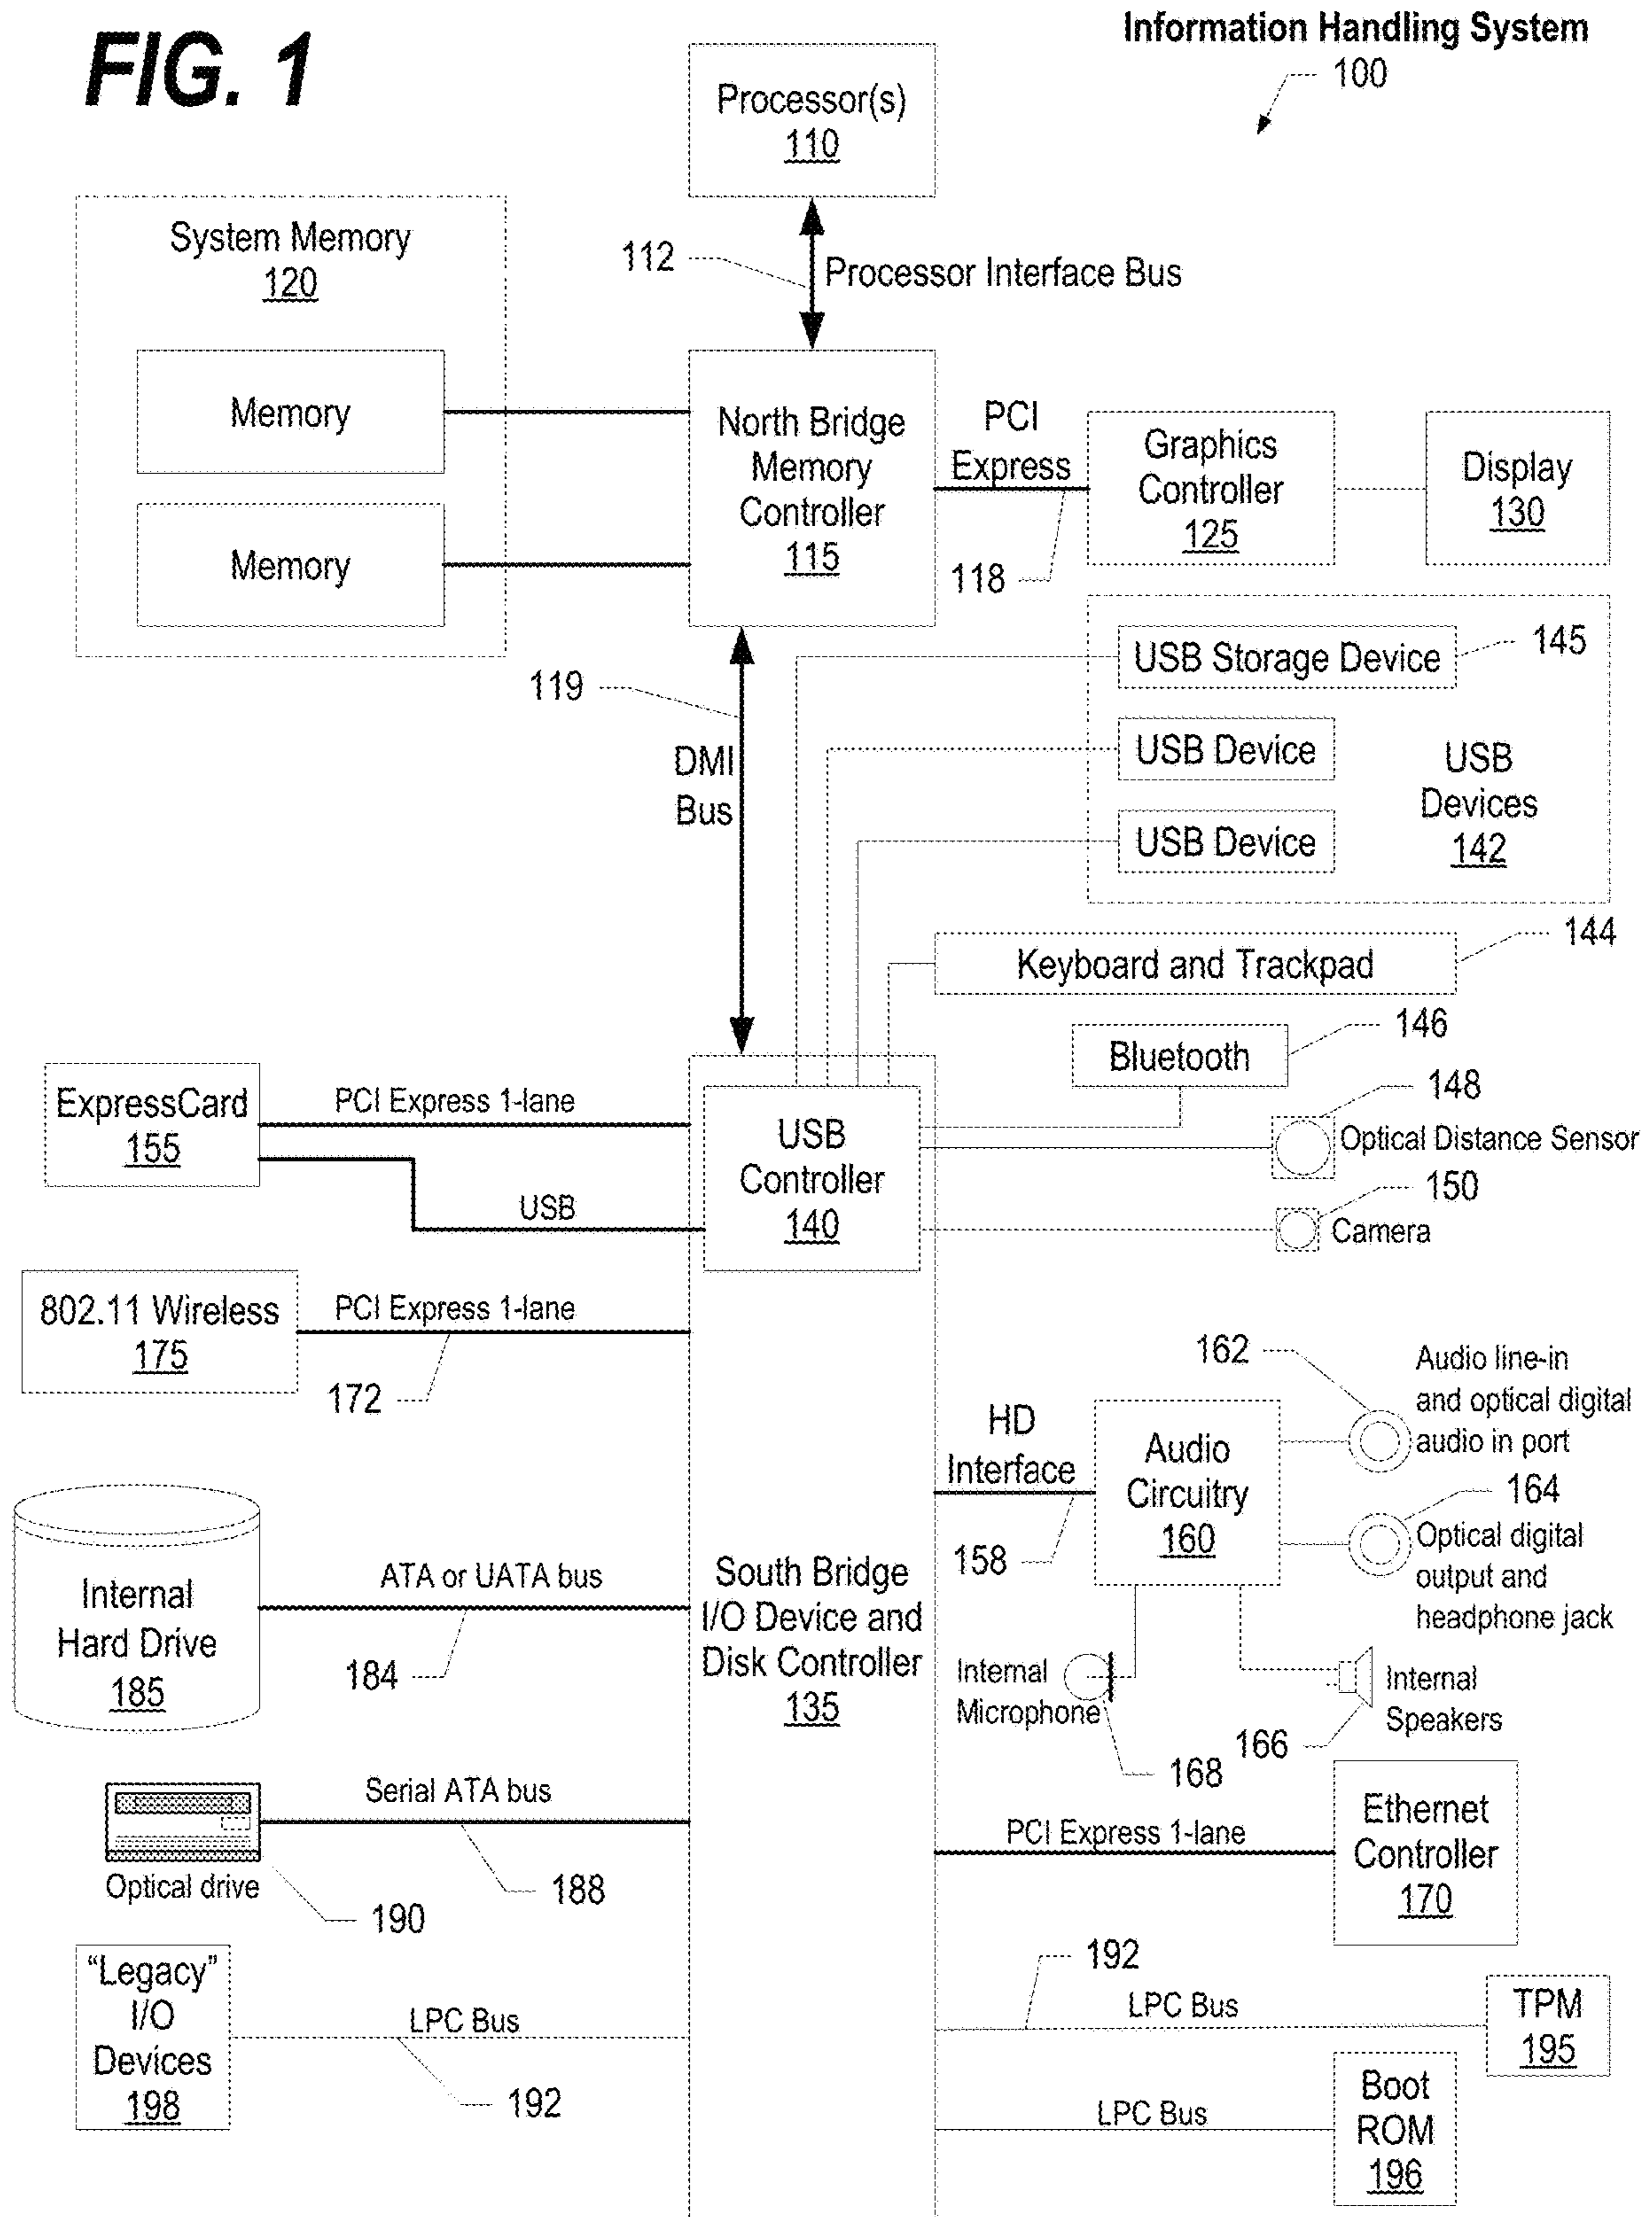 FIG. 1
Information Handling System
100
Processor(s)
110
112
Processor Interface Bus
System Memory
120
Memory
Memory
North Bridge
Memory
Controller
115
PCI
Express
118
Graphics
Controller
125
Display
130
119
DMI
Bus
USB Storage Device
145
USB Device
USB Device
USB
Devices
142
Keyboard and Trackpad
144
Bluetooth
146
148
Optical Distance Sensor
150
Camera
ExpressCard
155
PCI Express 1-lane
USB
USB
Controller
140
802.11 Wireless
175
PCI Express 1-lane
172
162
Audio line-in
and optical digital
audio in port
HD
Interface
158
Audio
Circuitry
160
164
Optical digital
output and
headphone jack
Internal
Hard Drive
185
ATA or UATA bus
184
South Bridge
I/O Device and
Disk Controller
135
Internal
Microphone
168
166
Internal
Speakers
Serial ATA bus
188
Optical drive
190
PCI Express 1-lane
Ethernet
Controller
170
"Legacy"
I/O
Devices
198
LPC Bus
192
192
LPC Bus
TPM
195
LPC Bus
Boot
ROM
196